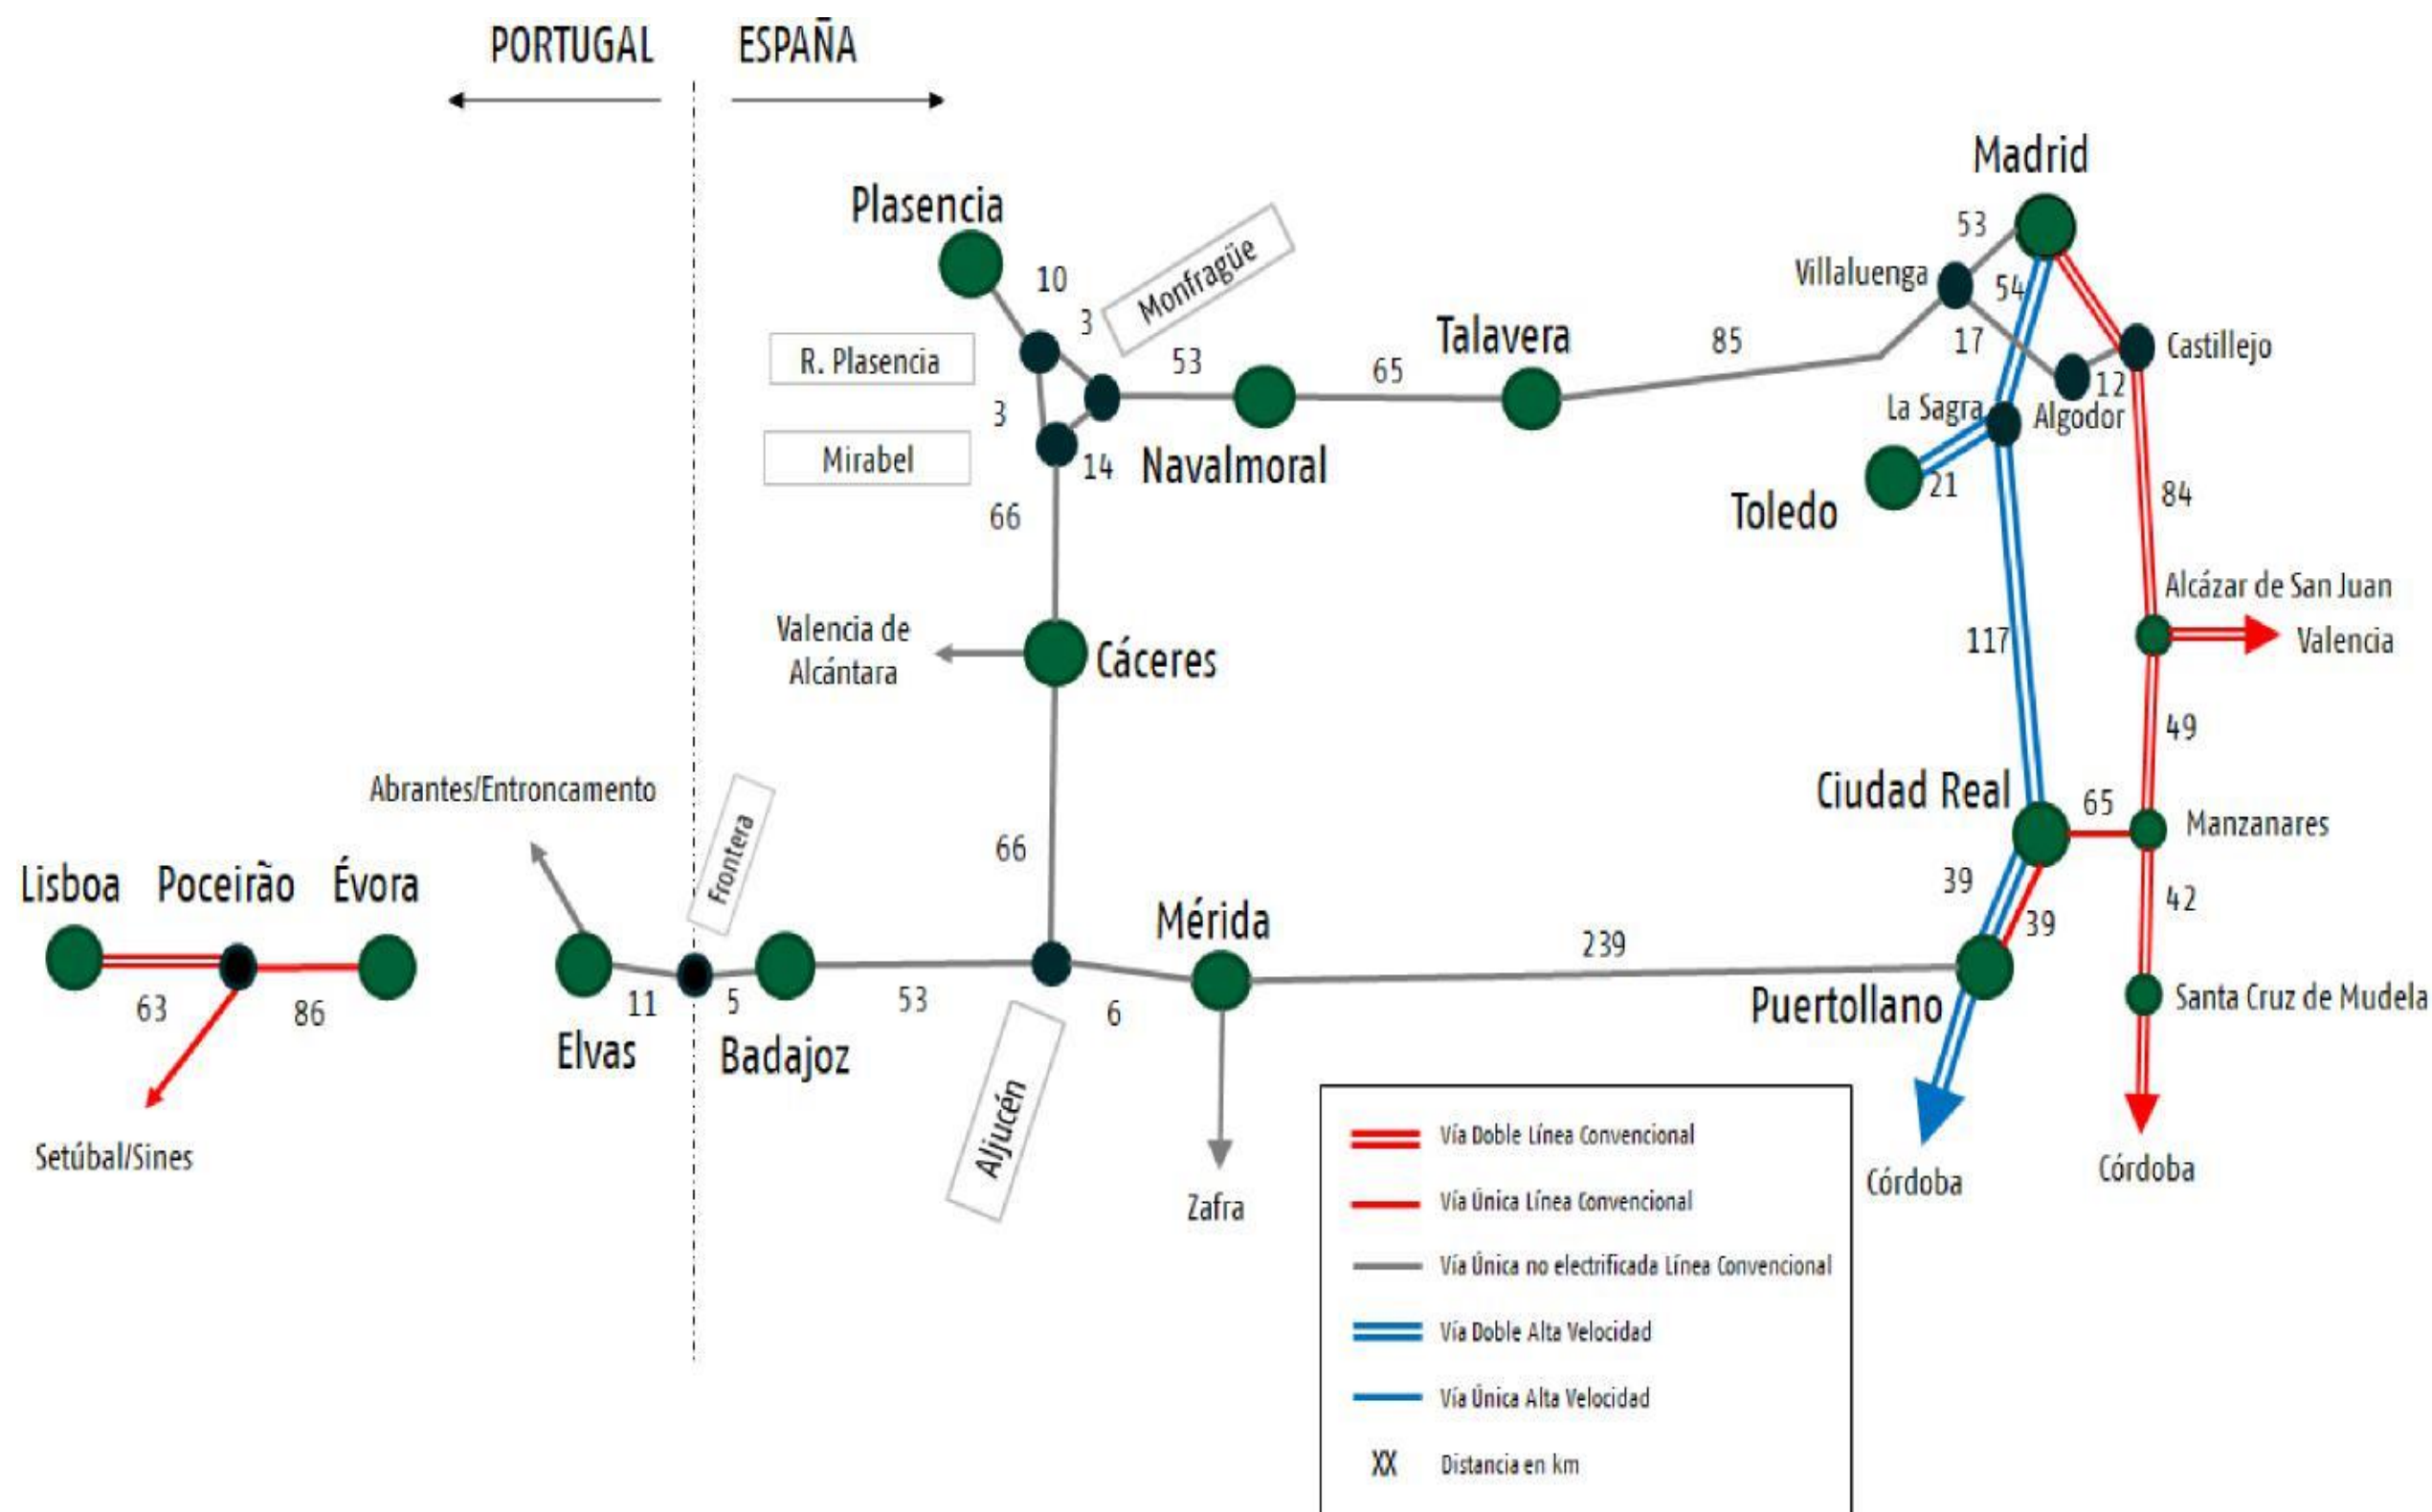 PORTUGAL
ESPAÑA
Madrid
Plasencia
53
Monfragüe
10
Villaluenga
54
3
Talavera
85
17
Castillejo
R. Plasencia
53
65
12
3
La Sagra
Algodor
Mirabel
14
Navalmoral
21
Toledo
84
66
Alcázar de San Juan
Valencia de
Alcántara
Cáceres
117
Valencia
49
Abrantes/Entroncamento
Frontera
Ciudad Real
65
Manzanares
66
Lisboa
Poceirão
Évora
39
42
Mérida
39
239
63
86
11
5
53
6
Puertollano
Santa Cruz de Mudela
Elvas
Badajoz
Aljucén
Setúbal/Sines
Zafra
Córdoba
Córdoba
Vía Doble Línea Convencional
Vía Única Línea Convencional
Vía Única no electrificada Línea Convencional
Vía Doble Alta Velocidad
Vía Única Alta Velocidad
XX Distancia en km